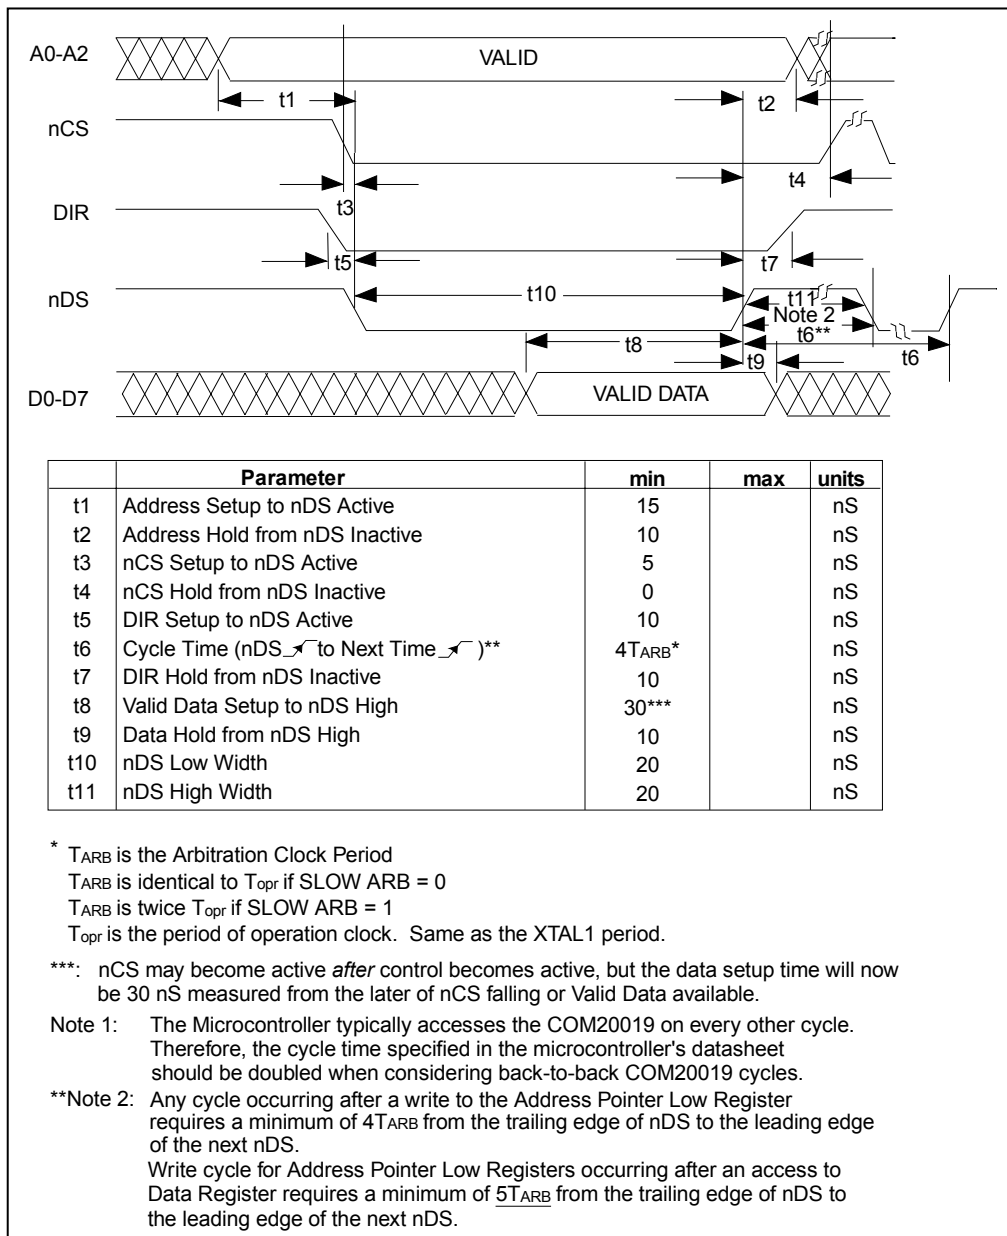 A0-A2
VALID
t1
t2
nCS
t3
t4
DIR
t5
t7
nDS
t10
t11
Note 2
t6**
t8
t9
t6
D0-D7
VALID DATA
Parameter min max units
t1 Address Setup to nDS Active 15 nS
t2 Address Hold from nDS Inactive 10 nS
t3 nCS Setup to nDS Active 5 nS
t4 nCS Hold from nDS Inactive 0 nS
t5 DIR Setup to nDS Active 10 nS
t6 Cycle Time (nDS to Next Time )** 4TARB* nS
t7 DIR Hold from nDS Inactive 10 nS
t8 Valid Data Setup to nDS High 30*** nS
t9 Data Hold from nDS High 10 nS
t10 nDS Low Width 20 nS
t11 nDS High Width 20 nS
* TARB is the Arbitration Clock Period
TARB is identical to Topr if SLOW ARB = 0
TARB is twice Topr if SLOW ARB = 1
Topr is the period of operation clock. Same as the XTAL1 period.
***: nCS may become active after control becomes active, but the data setup time will now
be 30 nS measured from the later of nCS falling or Valid Data available.
Note 1: The Microcontroller typically accesses the COM20019 on every other cycle.
Therefore, the cycle time specified in the microcontroller's datasheet
should be doubled when considering back-to-back COM20019 cycles.
**Note 2: Any cycle occurring after a write to the Address Pointer Low Register
requires a minimum of 4TARB from the trailing edge of nDS to the leading edge
of the next nDS.
Write cycle for Address Pointer Low Registers occurring after an access to
Data Register requires a minimum of 5TARB from the trailing edge of nDS to
the leading edge of the next nDS.